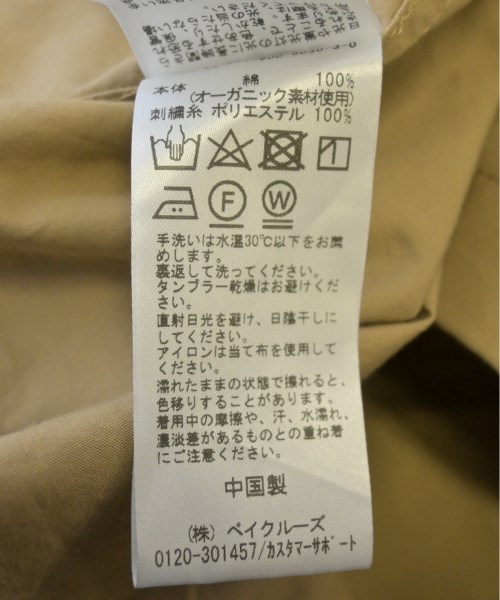 本体 綿 100%
(オーガニック素材使用)
刺繍糸 ポリエステル 100%
F W
手洗いは水温30℃以下をお薦
めします。
裏返して洗ってください。
タンブラー乾燥はお避けくだ
さい。
直射日光を避け、日陰干しに
してください。
アイロンは当て布を使用して
ください。
濡れたままの状態で擦れると、
色移りすることがあります。
着用中の摩擦や、汗、水濡れ、
濃淡差があるものとの重ね着
にご注意ください。
中国製
(株) ベイクルーズ
0120-301457/カスタマーサポート